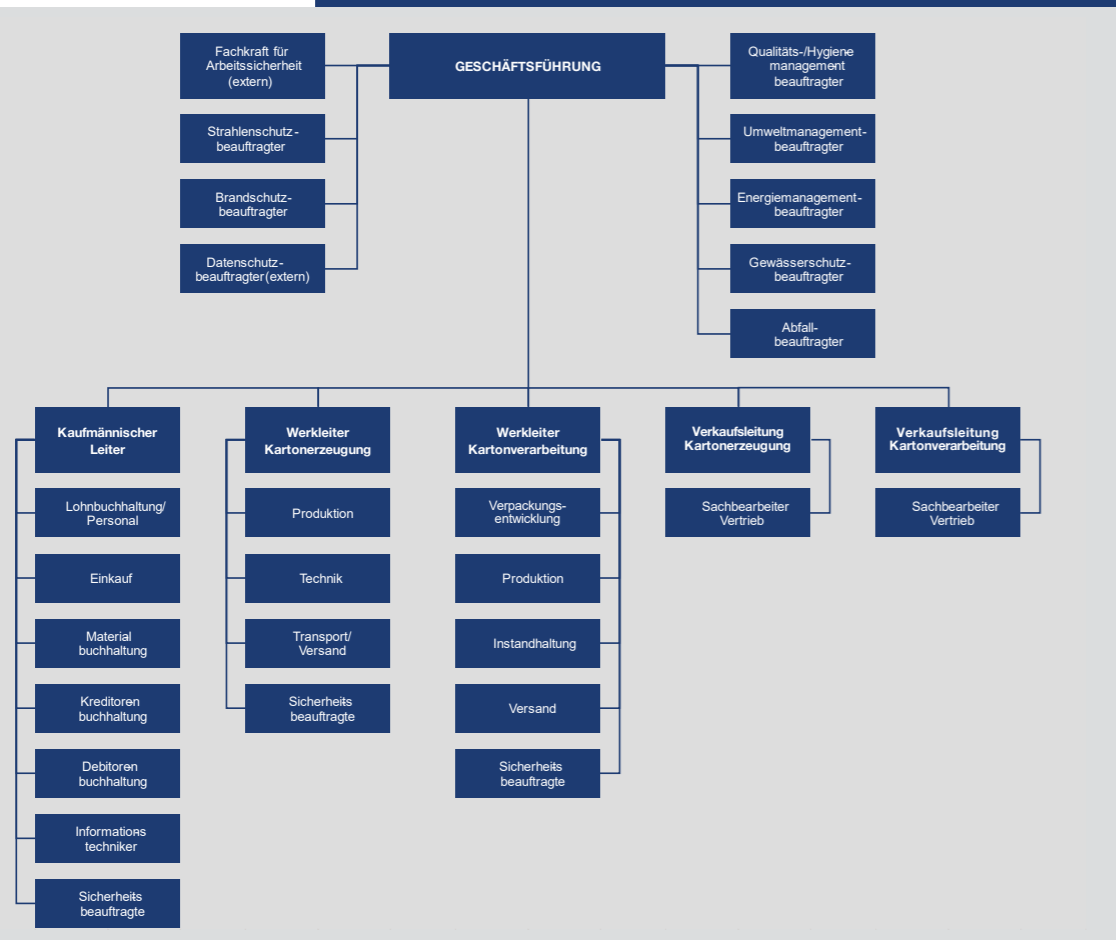 GESCHÄFTSFÜHRUNG
Fachkraft für
Arbeitssicherheit
(extern)
Strahlenschutz-
beauftragter
Brandschutz-
beauftragter
Datenschutz-
beauftragter(extern)
Qualitäts-/Hygiene-
management
beauftragter
Umweltmanagement-
beauftragter
Energiemanagement-
beauftragter
Gewässerschutz-
beauftragter
Abfall-
beauftragter
Kaufmännischer
Leiter
Lohnbuchhaltung/
Personal
Einkauf
Material
buchhaltung
Kreditoren-
buchhaltung
Debitoren-
buchhaltung
Informations-
techniker
Sicherheits-
beauftragte
Werkleiter
Kartonerzeugung
Produktion
Technik
Transport/
Versand
Sicherheits-
beauftragte
Werkleiter
Kartonverarbeitung
Verpackungs-
entwicklung
Produktion
Instandhaltung
Versand
Sicherheits-
beauftragte
Verkaufsleitung
Kartonerzeugung
Sachbearbeiter
Vertrieb
Verkaufsleitung
Kartonverarbeitung
Sachbearbeiter
Vertrieb